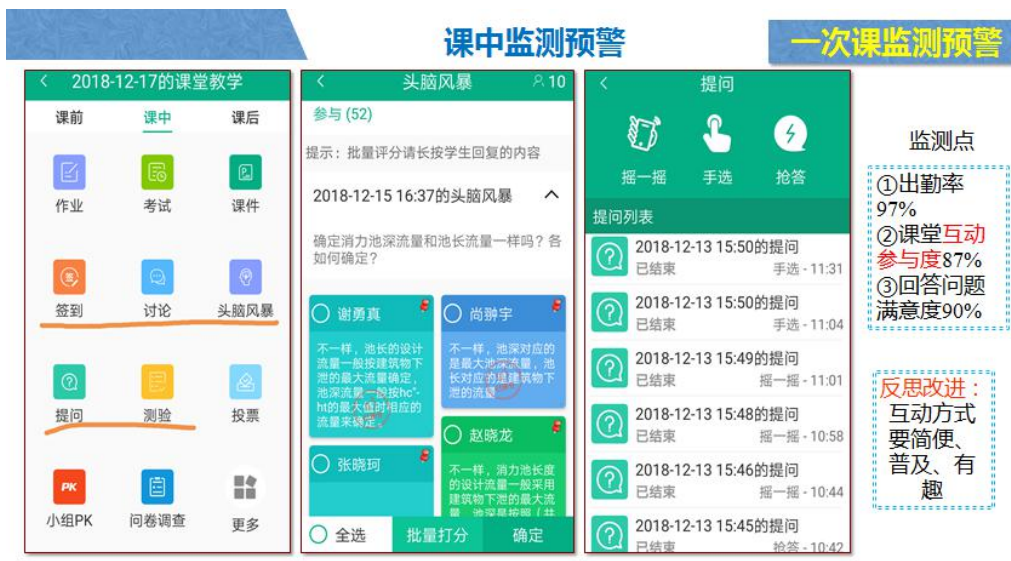 课中监测预警
一次课监测预警
2018-12-17的课堂教学
课前 课中 课后
作业 考试 课件
签到 讨论 头脑风暴
提问 测验 投票
PK
小组PK 问卷调查 更多
头脑风暴 10
参与 (52)
提示：批量评分请长按学生回复的内容
2018-12-15 16:37的头脑风暴
确定消力池深流量和池长流量一样吗？各
如何确定？
谢勇真
不一样，池长的设计
流量一般按建筑物下
泄的最大流量确定，
池深流量一般按hc'-
ht的最大值时相应的
流量来确定。
尚翀宇
不一样，池深对应的
是最大池深流量，池
长对应的是建筑物下
泄的流量
张晓珂
赵晓龙
不一样，消力池长度
的设计流量一般采用
建筑物下泄的最大流
量，池深是按照（共
全选 批量打分 确定
提问
摇一摇 手选 抢答
提问列表
2018-12-13 15:50的提问
已结束 手选 - 11:31
2018-12-13 15:50的提问
已结束 手选 - 11:04
2018-12-13 15:49的提问
已结束 摇一摇 - 11:01
2018-12-13 15:48的提问
已结束 摇一摇 - 10:58
2018-12-13 15:46的提问
已结束 摇一摇 - 10:44
2018-12-13 15:45的提问
已结束 抢答 - 10:42
监测点
①出勤率
97%
②课堂互动
参与度87%
③回答问题
满意度90%
反思改进：
互动方式
要简便、
普及、有
趣